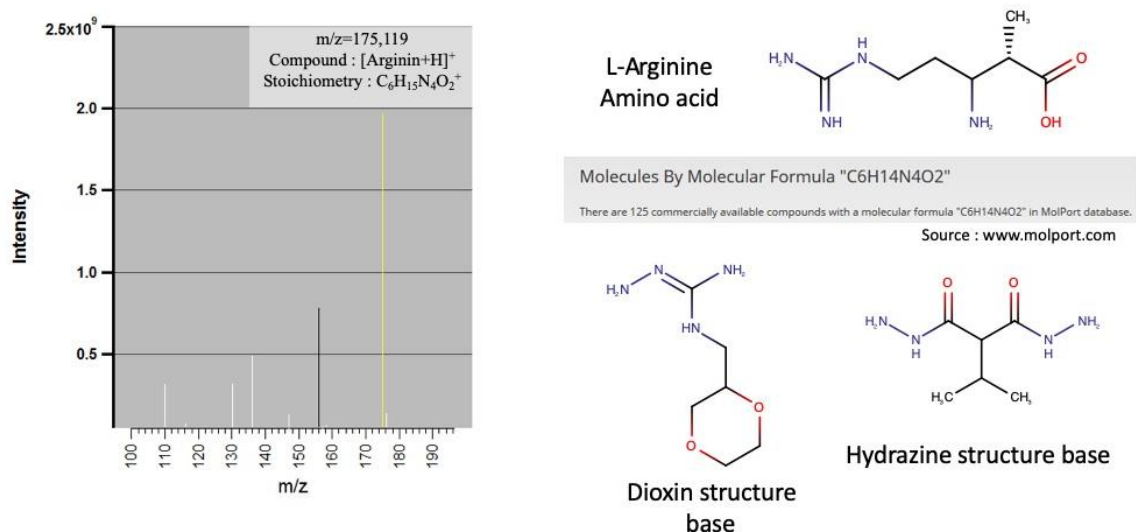 2.5x10⁹
2.0
1.5
1.0
0.5
Intensity
m/z=175,119
Compound : [Arginin+H]⁺
Stoichiometry : C₆H₁₅N₄O₂⁺
100
110
120
130
140
150
160
170
180
190
m/z
L-Arginine
Amino acid
CH₃
H
H₂N
N
O
NH
NH₂
OH
Molecules By Molecular Formula "C6H14N4O2"
There are 125 commercially available compounds with a molecular formula "C6H14N4O2" in MolPort database.
Source : www.molport.com
H₂N
N
NH₂
HN
O
O
Dioxin structure
base
O
O
H₂N
NH₂
N
H
N
H
H₃C
CH₃
Hydrazine structure base